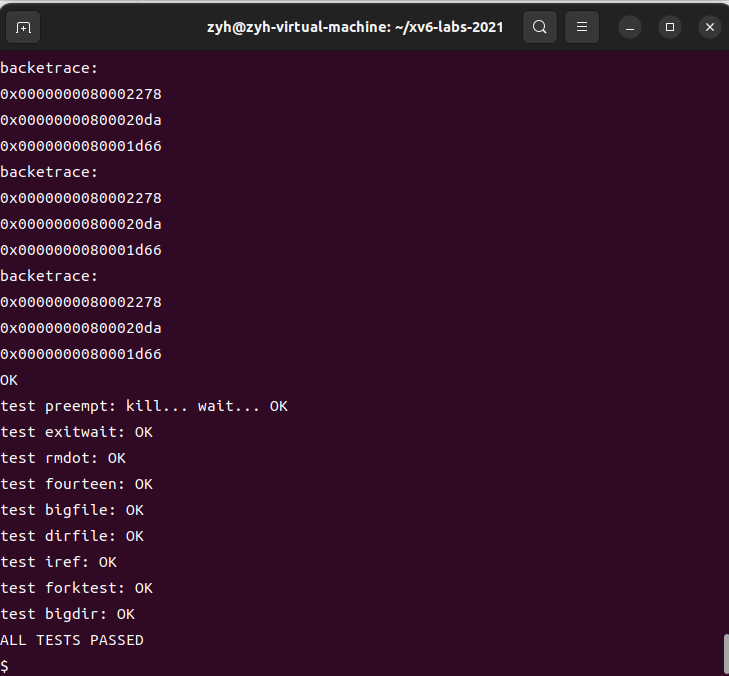 zyh@zyh-virtual-machine: ~/xv6-labs-2021
backetrace:
0x0000000080002278
0x00000000800020da
0x0000000080001d66
backetrace:
0x0000000080002278
0x00000000800020da
0x0000000080001d66
backetrace:
0x0000000080002278
0x00000000800020da
0x0000000080001d66
OK
test preempt: kill... wait... OK
test exitwait: OK
test rmdot: OK
test fourteen: OK
test bigfile: OK
test dirfile: OK
test iref: OK
test forktest: OK
test bigdir: OK
ALL TESTS PASSED
$